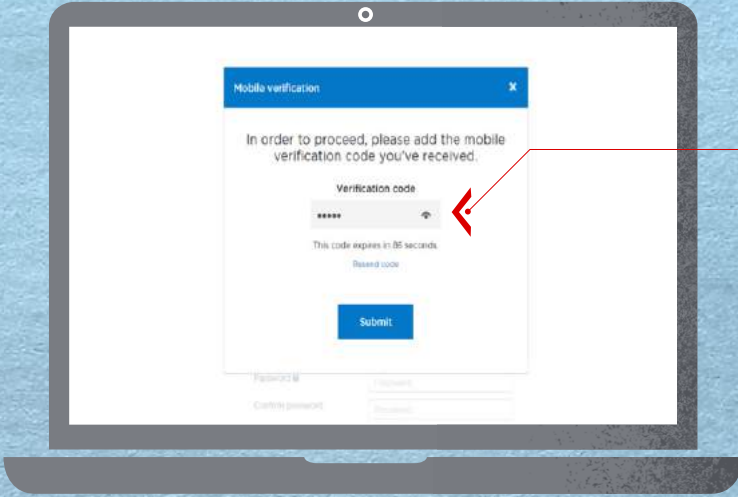 Mobile verification x
In order to proceed, please add the mobile
verification code you've received.
Verification code
•••••
This code expires in 86 seconds.
Resend code
Submit
Password
Password
Confirm password